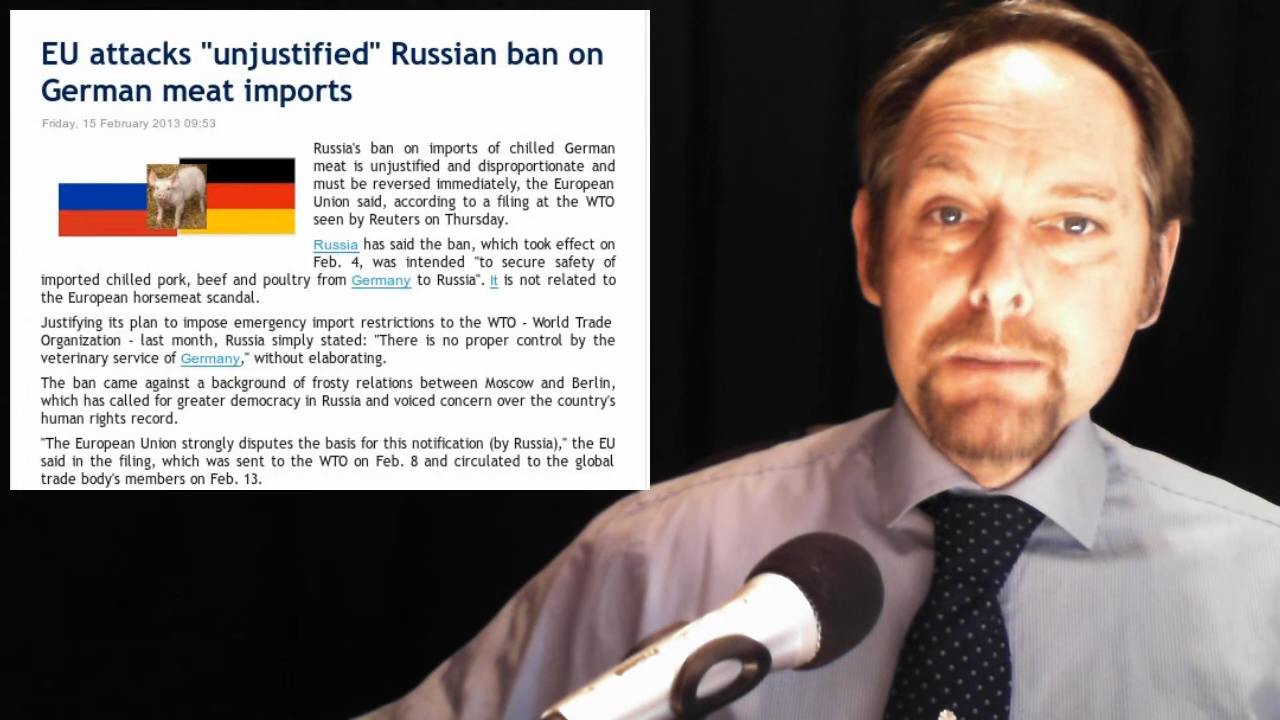 EU attacks "unjustified" Russian ban on
German meat imports
Friday, 15 February 2013 09:53
Russia's ban on imports of chilled German
meat is unjustified and disproportionate and
must be reversed immediately, the European
Union said, according to a filing at the WTO
seen by Reuters on Thursday.
Russia has said the ban, which took effect on
Feb. 4, was intended "to secure safety of
imported chilled pork, beef and poultry from Germany to Russia". It is not related to
the European horsemeat scandal.
Justifying its plan to impose emergency import restrictions to the WTO - World Trade
Organization - last month, Russia simply stated: "There is no proper control by the
veterinary service of Germany," without elaborating.
The ban came against a background of frosty relations between Moscow and Berlin,
which has called for greater democracy in Russia and voiced concern over the country's
human rights record.
"The European Union strongly disputes the basis for this notification (by Russia)," the EU
said in the filing, which was sent to the WTO on Feb. 8 and circulated to the global
trade body's members on Feb. 13.